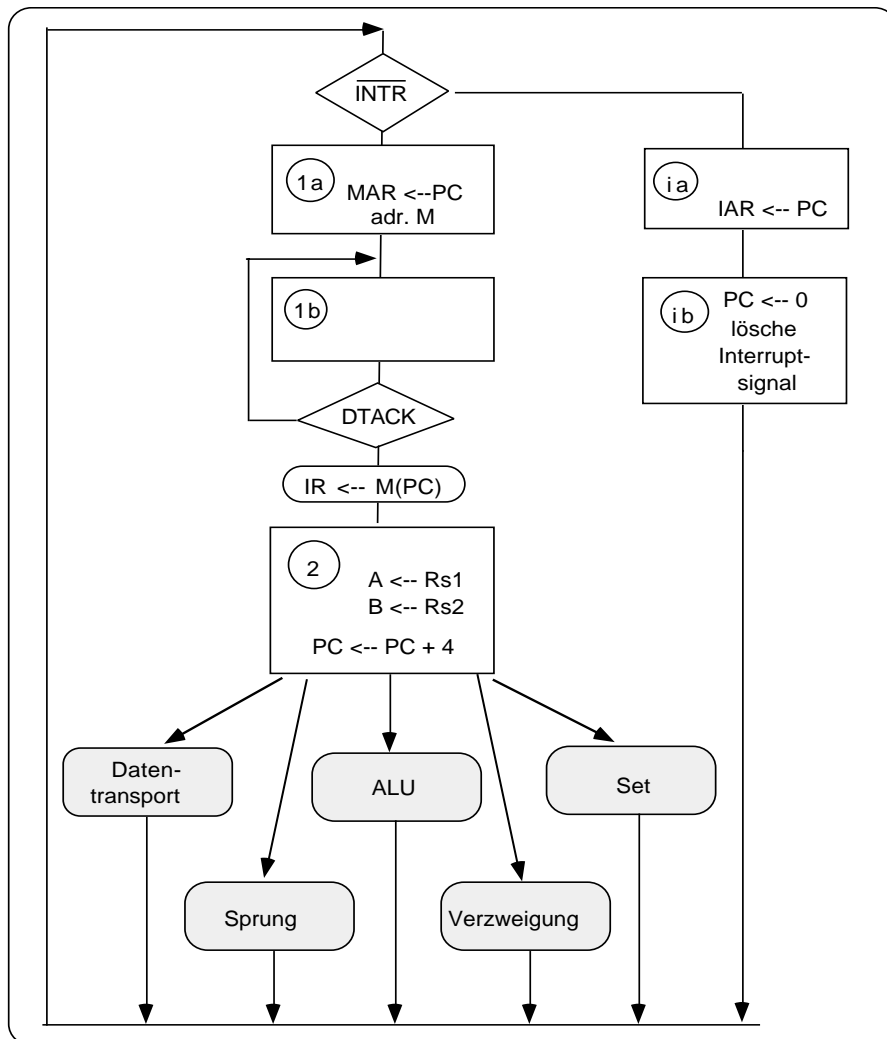 INTR
1a
MAR <--PC
adr. M
ia
IAR <-- PC
1b
ib
PC <-- 0
lösche
Interrupt-
signal
DTACK
IR <-- M(PC)
2
A <-- Rs1
B <-- Rs2
PC <-- PC + 4
Daten-
transport
ALU
Set
Sprung
Verzweigung